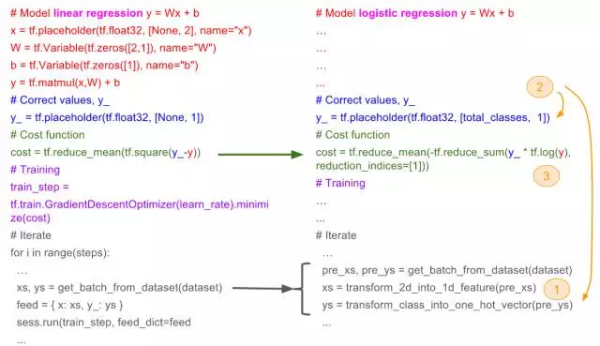 # Model linear regression y = Wx + b
x = tf.placeholder(tf.float32, [None, 2], name="x")
W = tf.Variable(tf.zeros([2,1]), name="W")
b = tf.Variable(tf.zeros([1]), name="b")
y = tf.matmul(x,W) + b
# Correct values, y_
y_ = tf.placeholder(tf.float32, [None, 1])
# Cost function
cost = tf.reduce_mean(tf.square(y_-y))
# Training
train_step =
tf.train.GradientDescentOptimizer(learn_rate).minimi
ze(cost)
# Iterate
for i in range(steps):
...
xs, ys = get_batch_from_dataset(dataset)
feed = { x: xs, y_: ys }
sess.run(train_step, feed_dict=feed
...
# Model logistic regression y = Wx + b
...
...
...
...
# Correct values, y_
2
y_ = tf.placeholder(tf.float32, [total_classes, 1])
# Cost function
cost = tf.reduce_mean(-tf.reduce_sum(y_ * tf.log(y),
reduction_indices=[1]))
3
# Training
...
...
# Iterate
...
pre_xs, pre_ys = get_batch_from_dataset(dataset)
xs = transform_2d_into_1d_feature(pre_xs)
1
ys = transform_class_into_one_hot_vector(pre_ys)
...